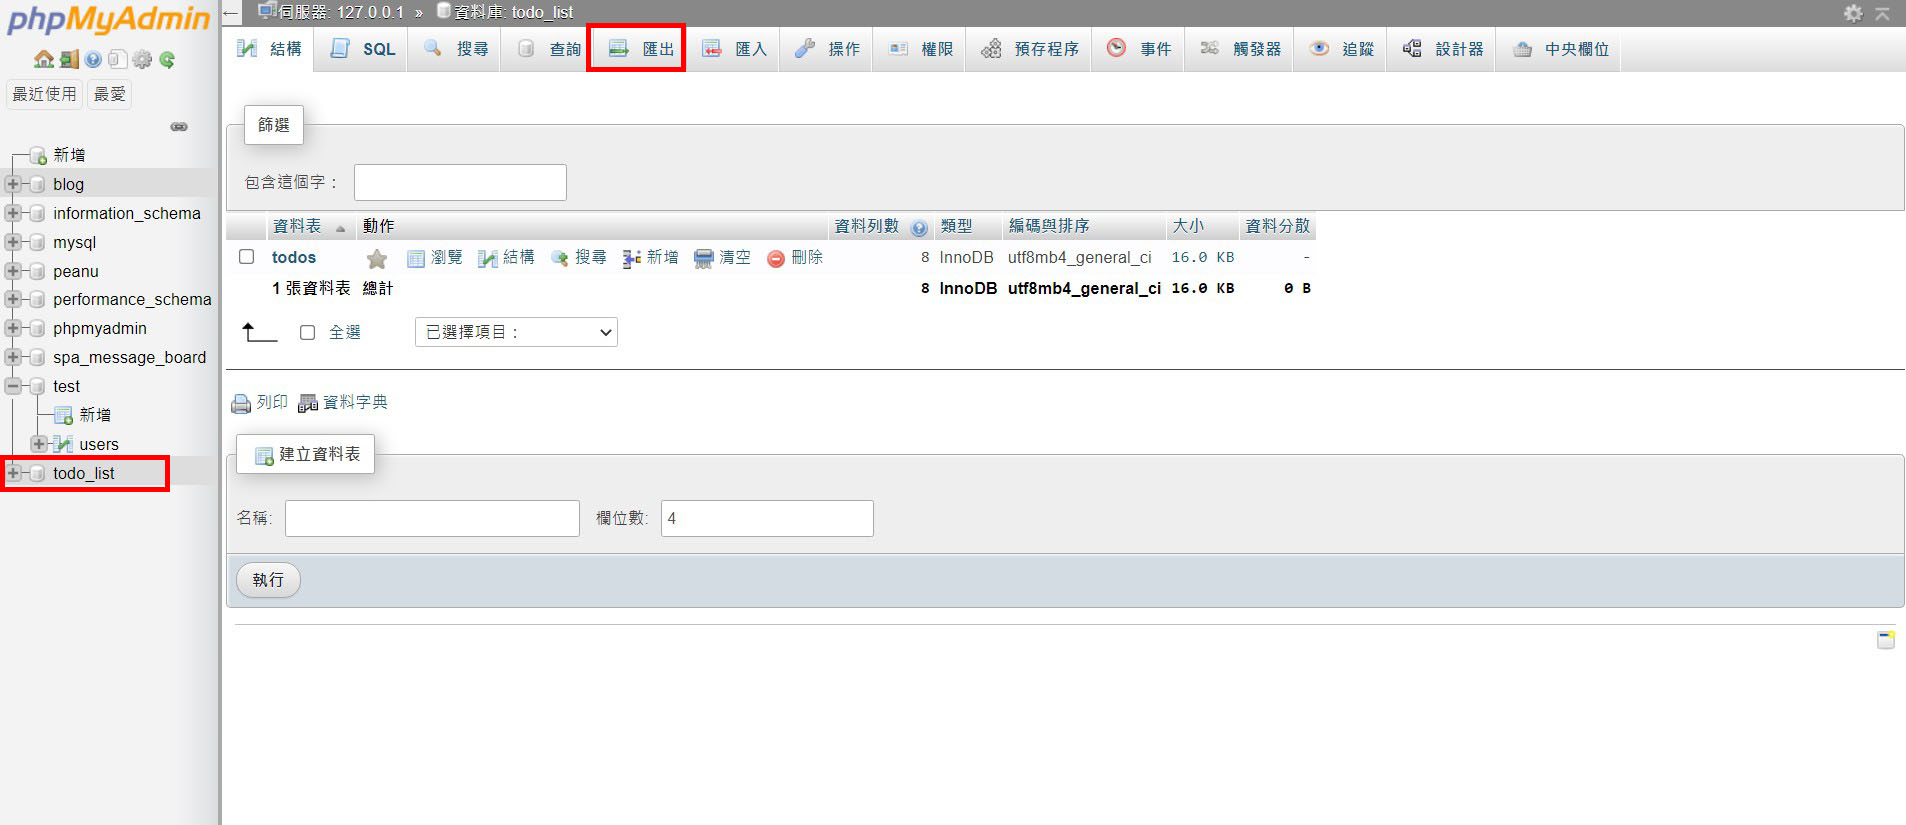 phpMyAdmin
最近使用 最愛
新增
blog
information_schema
mysql
peanu
performance_schema
phpmyadmin
spa_message_board
test
新增
users
todo_list
伺服器: 127.0.0.1 » 資料庫: todo_list
結構 SQL 搜尋 查詢 匯出 匯入 操作 權限 預存程序 事件 觸發器 追蹤 設計器 中央欄位
篩選
包含這個字：
資料表 動作 資料列數 類型 編碼與排序 大小 資料分散
todos 瀏覽 結構 搜尋 新增 清空 刪除 8 InnoDB utf8mb4_general_ci 16.0 KB -
1 張資料表 總計 8 InnoDB utf8mb4_general_ci 16.0 KB 0 B
全選 已選擇項目：
列印 資料字典
建立資料表
名稱: 欄位數: 4
執行